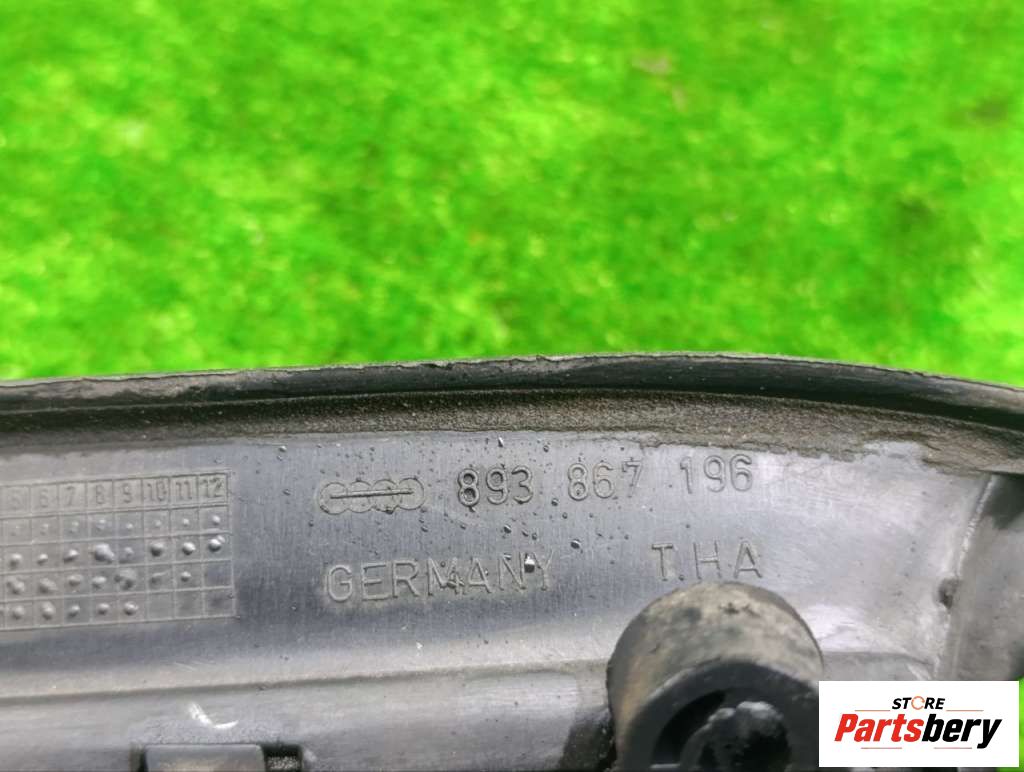 5 6 7 8 9 10 11 12
893 867 196
GERMANY T.HA
STORE
Partsbery